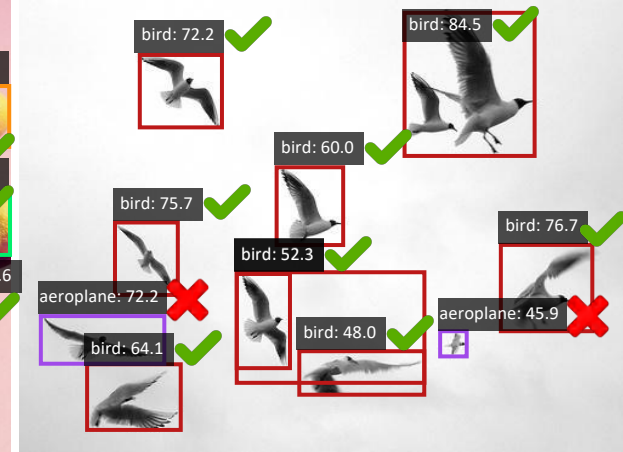 bird: 72.2
bird: 84.5
bird: 60.0
bird: 75.7
bird: 76.7
bird: 52.3
.6
aeroplane: 72.2
aeroplane: 45.9
bird: 48.0
bird: 64.1